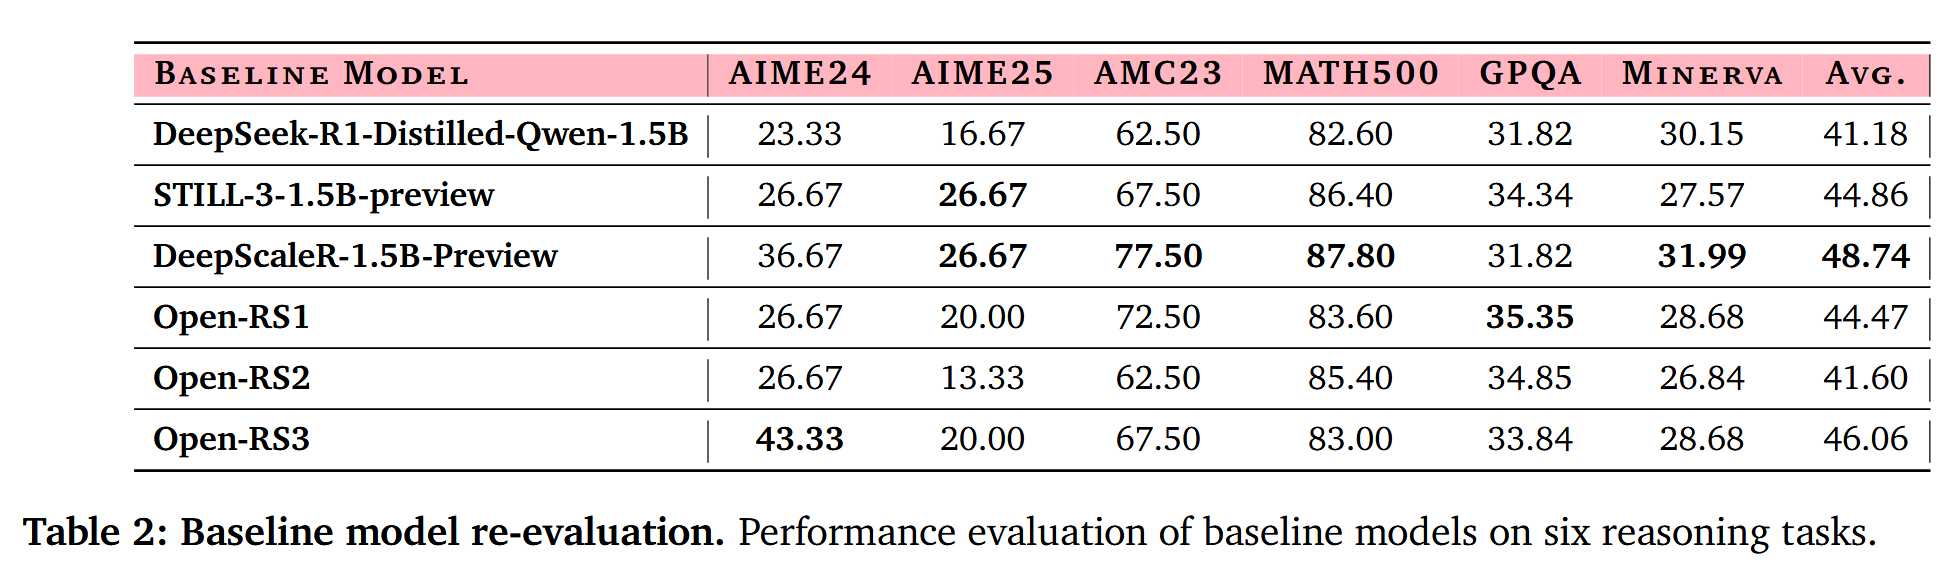 BASELINE MODEL AIME24 AIME25 AMC23 MATH500 GPQA MINERVA AVG.
DeepSeek-R1-Distilled-Qwen-1.5B 23.33 16.67 62.50 82.60 31.82 30.15 41.18
STILL-3-1.5B-preview 26.67 26.67 67.50 86.40 34.34 27.57 44.86
DeepScaleR-1.5B-Preview 36.67 26.67 77.50 87.80 31.82 31.99 48.74
Open-RS1 26.67 20.00 72.50 83.60 35.35 28.68 44.47
Open-RS2 26.67 13.33 62.50 85.40 34.85 26.84 41.60
Open-RS3 43.33 20.00 67.50 83.00 33.84 28.68 46.06
Table 2: Baseline model re-evaluation. Performance evaluation of baseline models on six reasoning tasks.